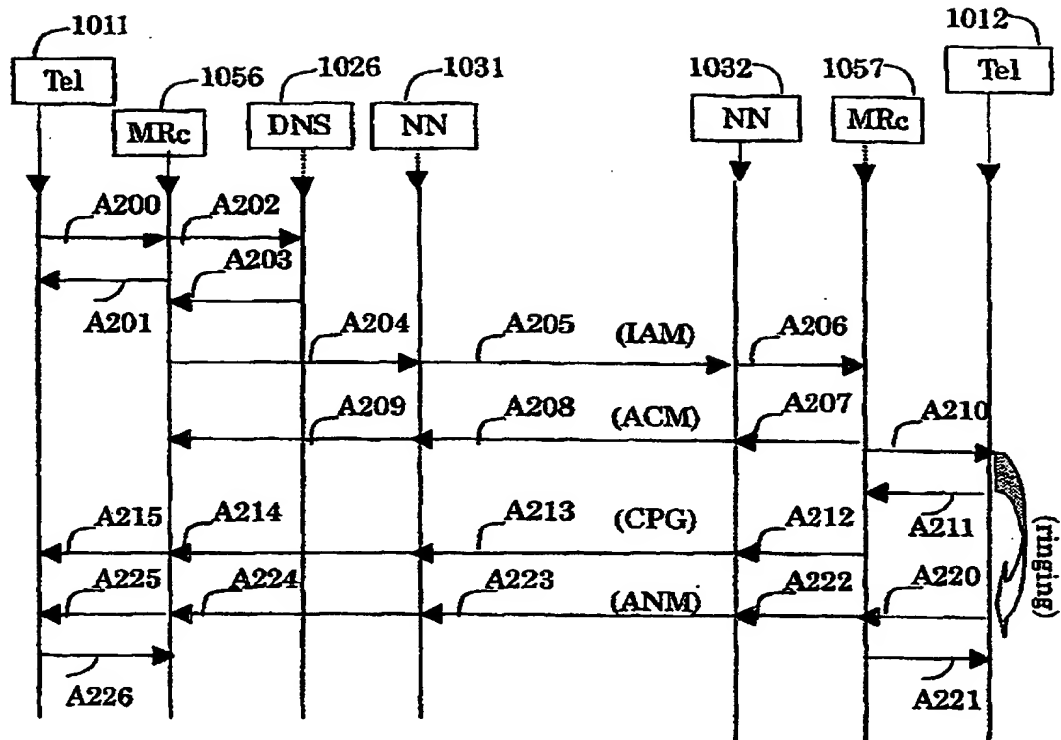 1011
1056
1026
1031
1032
1057
1012
Tel
MRc
DNS
NN
NN
MRc
Tel
A200
A202
A203
A201
A204
A205
(IAM)
A206
A209
A208
(ACM)
A207
A210
A211
A215
A214
A213
(CPG)
A212
(ringing)
A225
A224
A223
(ANM)
A222
A220
A226
A221